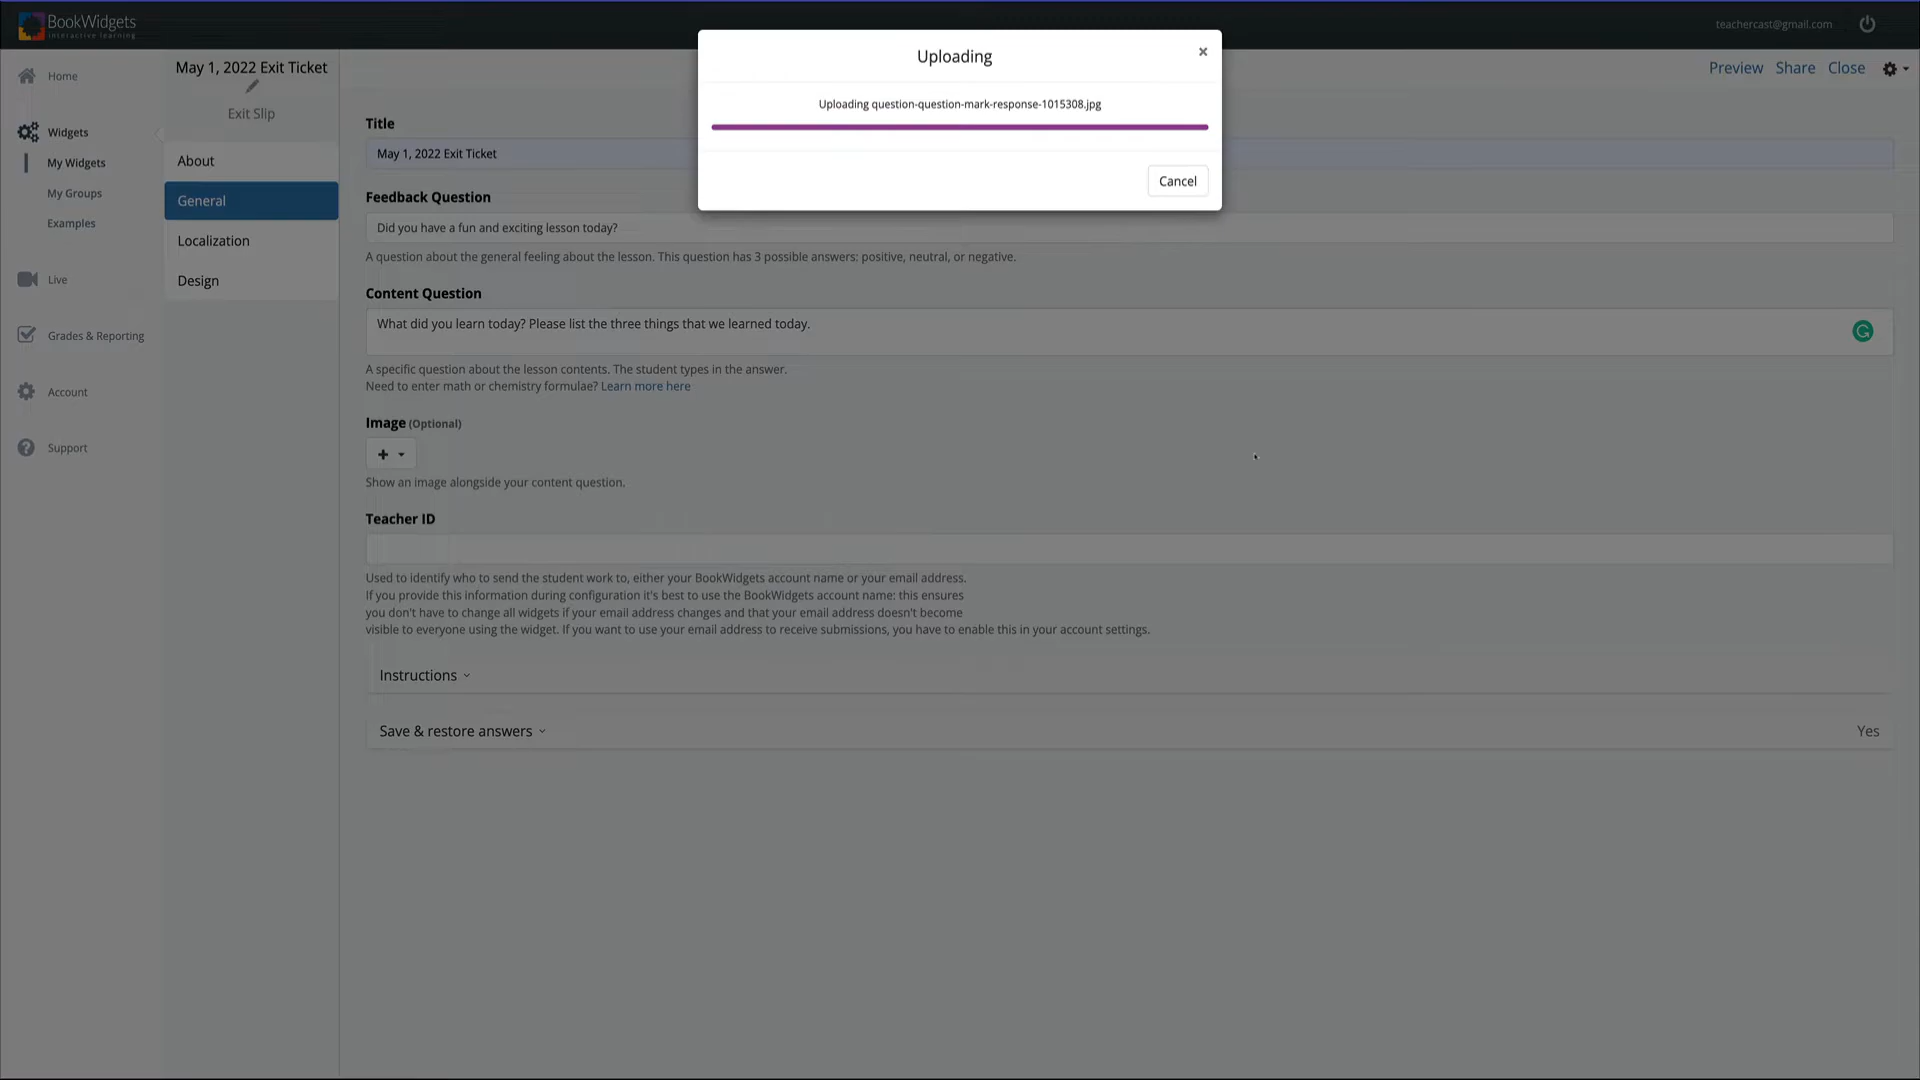 BookWidgets
interactive learning
teachercast@gmail.com
Uploading
×
Uploading question-question-mark-response-1015308.jpg
Cancel
Home
Widgets
My Widgets
My Groups
Examples
Live
Grades & Reporting
Account
Support
May 1, 2022 Exit Ticket
Exit Slip
About
General
Localization
Design
Preview Share Close
Title
May 1, 2022 Exit Ticket
Feedback Question
Did you have a fun and exciting lesson today?
A question about the general feeling about the lesson. This question has 3 possible answers: positive, neutral, or negative.
Content Question
What did you learn today? Please list the three things that we learned today.
A specific question about the lesson contents. The student types in the answer.
Need to enter math or chemistry formulae? Learn more here
Image (Optional)
+
Show an image alongside your content question.
Teacher ID
Used to identify who to send the student work to, either your BookWidgets account name or your email address.
If you provide this information during configuration it's best to use the BookWidgets account name: this ensures
you don't have to change all widgets if your email address changes and that your email address doesn't become
visible to everyone using the widget. If you want to use your email address to receive submissions, you have to enable this in your account settings.
Instructions
Save & restore answers
Yes